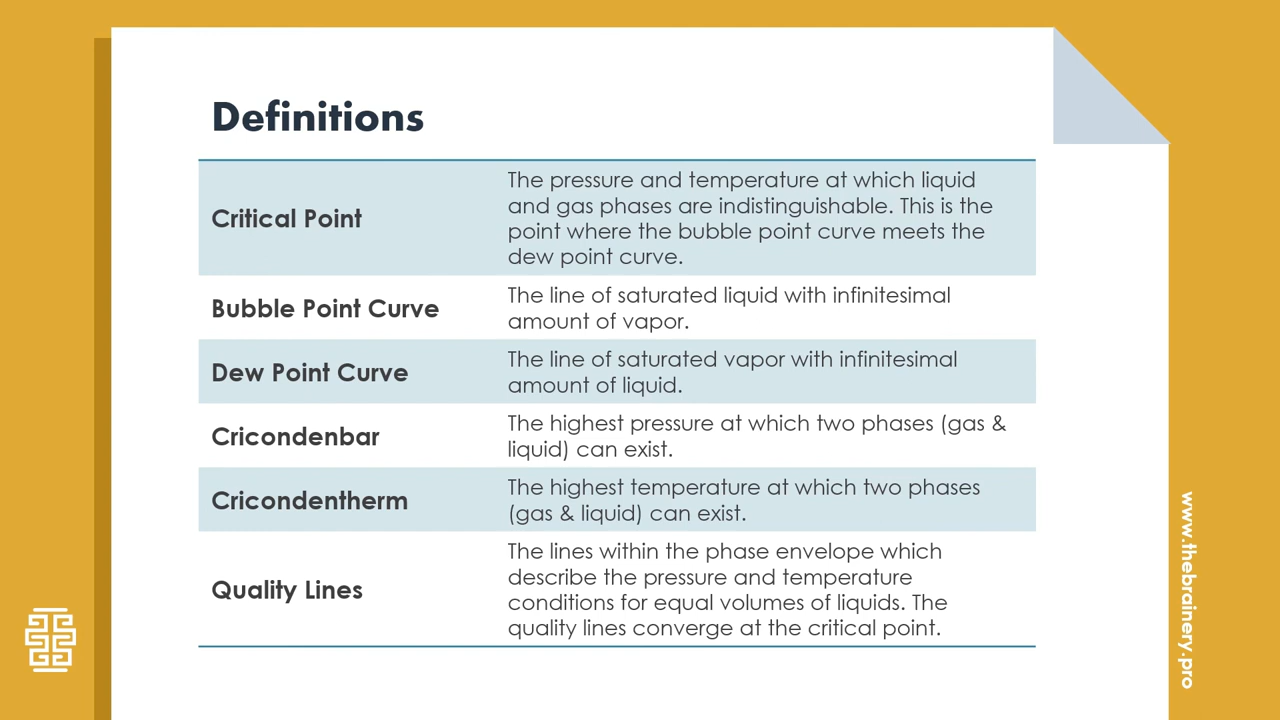 Definitions
Critical Point
The pressure and temperature at which liquid
and gas phases are indistinguishable. This is the
point where the bubble point curve meets the
dew point curve.
Bubble Point Curve
The line of saturated liquid with infinitesimal
amount of vapor.
Dew Point Curve
The line of saturated vapor with infinitesimal
amount of liquid.
Cricondenbar
The highest pressure at which two phases (gas &
liquid) can exist.
Cricondentherm
The highest temperature at which two phases
(gas & liquid) can exist.
Quality Lines
The lines within the phase envelope which
describe the pressure and temperature
conditions for equal volumes of liquids. The
quality lines converge at the critical point.
www.thebrainery.pro